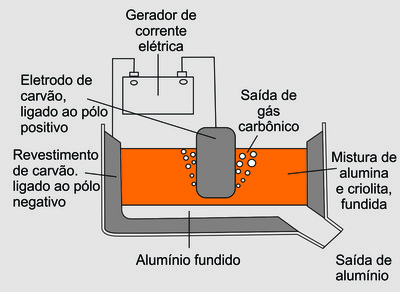 Gerador de
corrente
elétrica
Eletrodo de
carvão,
ligado ao pólo
positivo
Saída de
gás
carbônico
Revestimento
de carvão.
ligado ao pólo
negativo
Mistura de
alumina
e criolita,
fundida
Alumínio fundido
Saída de
alumínio